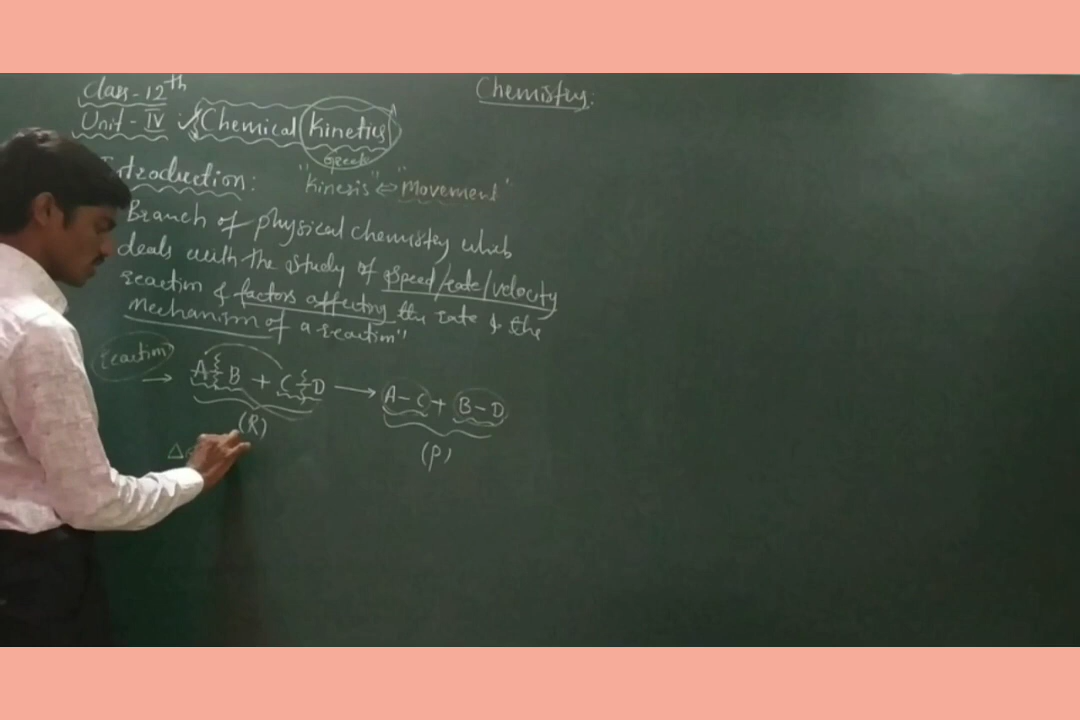 Chemistry:
Class-12th
Unit-IV : Chemical Kinetics
Greek
Introduction: "Kinesis" ⇔ "Movement"
Branch of physical chemistry which
deals with the study of speed/rate/velocity
reaction & factors affecting the rate & the
Mechanism of a reaction"
reaction
→ A B + C D → A-C + B-D
(R)
(P)